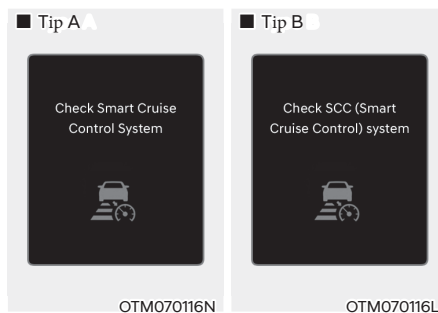 ■ Tip A
■ Tip B
Check Smart Cruise
Control System
Check SCC (Smart
Cruise Control) system
OTM070116N
OTM070116L